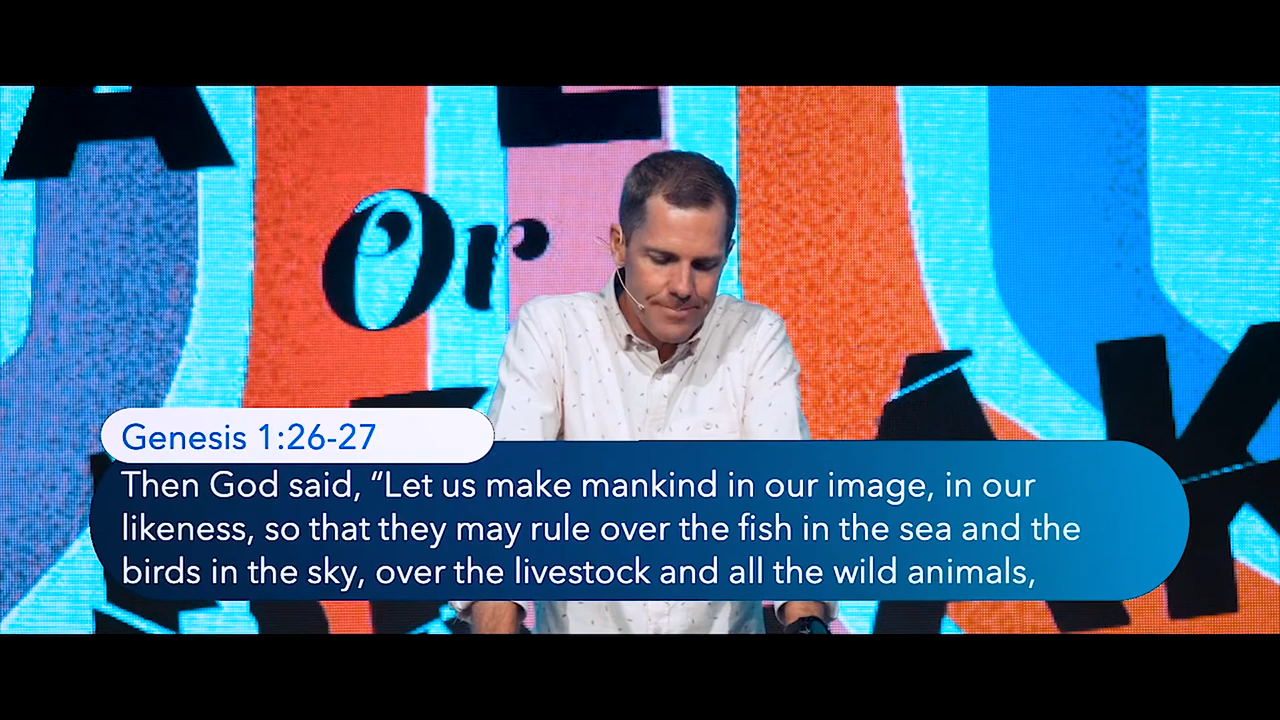 Or
Genesis 1:26-27
Then God said, “Let us make mankind in our image, in our
likeness, so that they may rule over the fish in the sea and the
birds in the sky, over the livestock and all the wild animals,